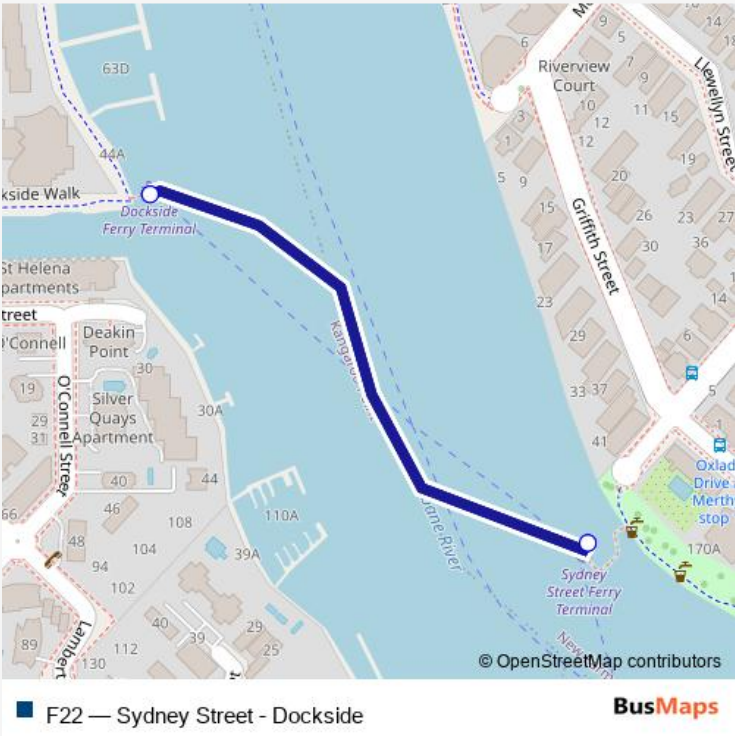 63D
6
9
14
Riverview
Court
7
9
5
11
10
12
12
15
3
1
Llewellyn Street
44A
kside Walk
Dockside
Ferry Terminal
5
9
15
17
20
19
26
23
27
30
36
Griffith Street
St Helena
partments
treet
O'Connell
Deakin
Point
30
19
29
31
Silver
Quays
Apartment
O'Connell Street
30A
23
29
33
37
14
6
5
1
41
40
44
46
66
48
108
104
94
102
110A
39A
Oxlad
Drive
Merth
stop
170A
Sydney
Street Ferry
Terminal
89
Lambert
130
112
40
39
29
25
© OpenStreetMap contributors
F22 — Sydney Street - Dockside
BusMaps